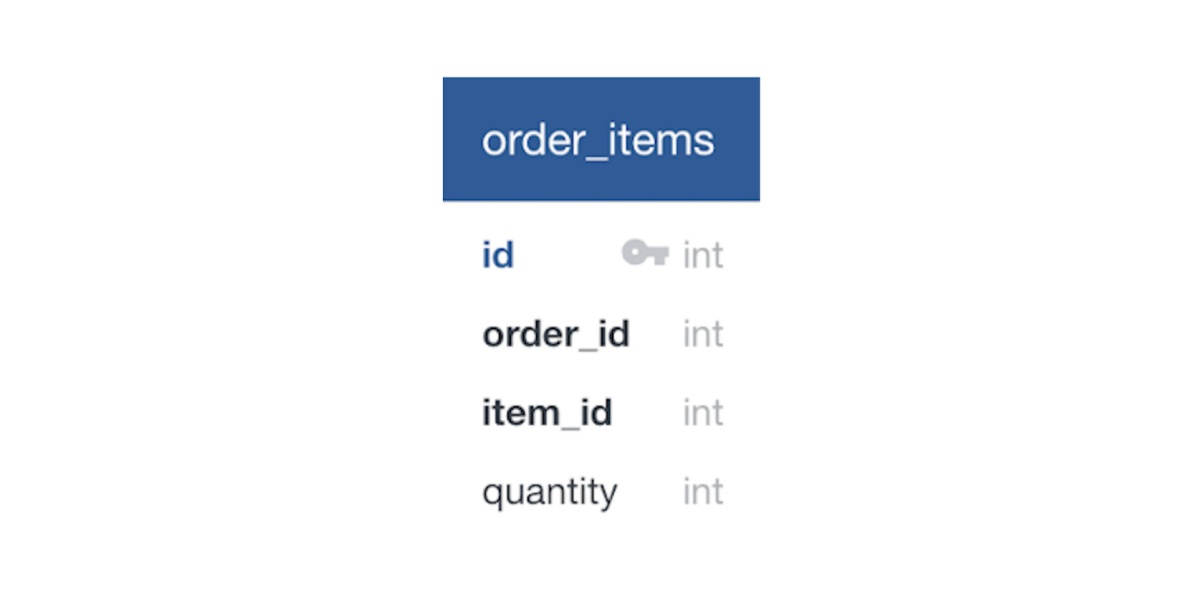 order_items
id int
order_id int
item_id int
quantity int